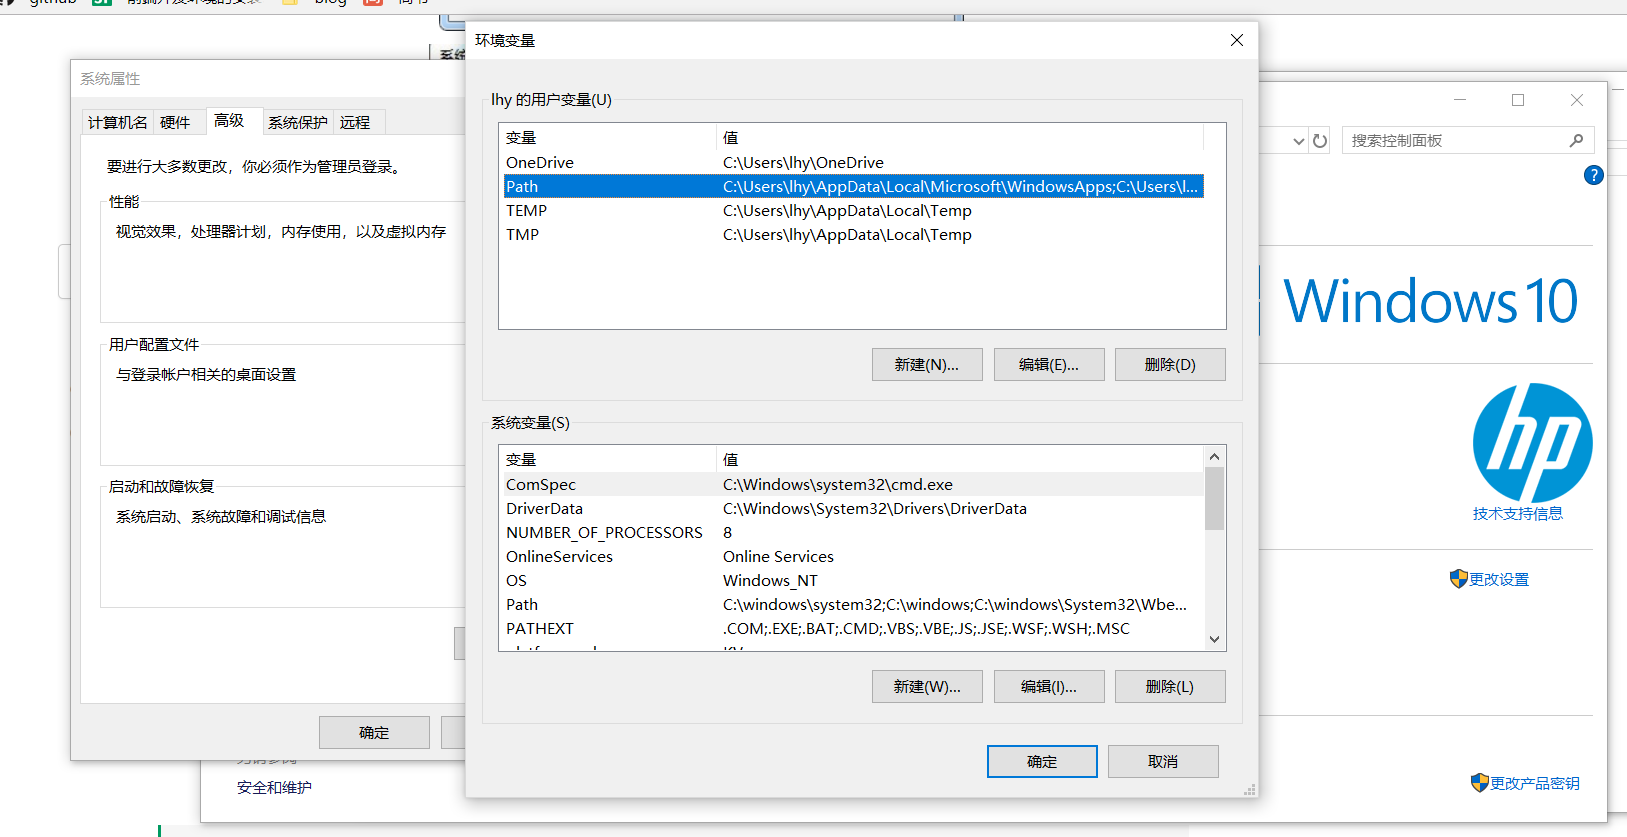 github
blog
环境变量
系统属性
计算机名
硬件
高级
系统保护
远程
要进行大多数更改，你必须作为管理员登录。
性能
视觉效果，处理器计划，内存使用，以及虚拟内存
用户配置文件
与登录帐户相关的桌面设置
启动和故障恢复
系统启动、系统故障和调试信息
确定
lhy 的用户变量(U)
变量 值
OneDrive C:\Users\lhy\OneDrive
Path C:\Users\lhy\AppData\Local\Microsoft\WindowsApps;C:\Users\l...
TEMP C:\Users\lhy\AppData\Local\Temp
TMP C:\Users\lhy\AppData\Local\Temp
新建(N)... 编辑(E)... 删除(D)
系统变量(S)
变量 值
ComSpec C:\Windows\system32\cmd.exe
DriverData C:\Windows\System32\Drivers\DriverData
NUMBER_OF_PROCESSORS 8
OnlineServices Online Services
OS Windows_NT
Path C:\windows\system32;C:\windows;C:\windows\System32\Wbe...
PATHEXT .COM;.EXE;.BAT;.CMD;.VBS;.VBE;.JS;.JSE;.WSF;.WSH;.MSC
新建(W)... 编辑(I)... 删除(L)
确定 取消
搜索控制面板
?
Windows 10
hp
技术支持信息
更改设置
更改产品密钥
安全和维护